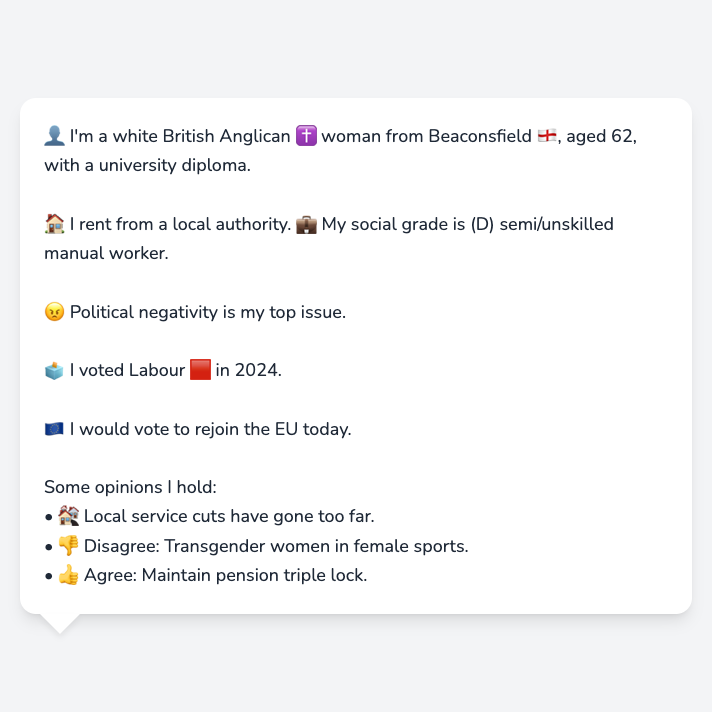 👤 I'm a white British Anglican ✝️ woman from Beaconsfield 🏴󠁧󠁢󠁥󠁮󠁧󠁿, aged 62,
with a university diploma.
🏠 I rent from a local authority. 💼 My social grade is (D) semi/unskilled
manual worker.
😠 Political negativity is my top issue.
🗳️ I voted Labour 🟥 in 2024.
🇪🇺 I would vote to rejoin the EU today.
Some opinions I hold:
• 🏚️ Local service cuts have gone too far.
• 👎 Disagree: Transgender women in female sports.
• 👍 Agree: Maintain pension triple lock.